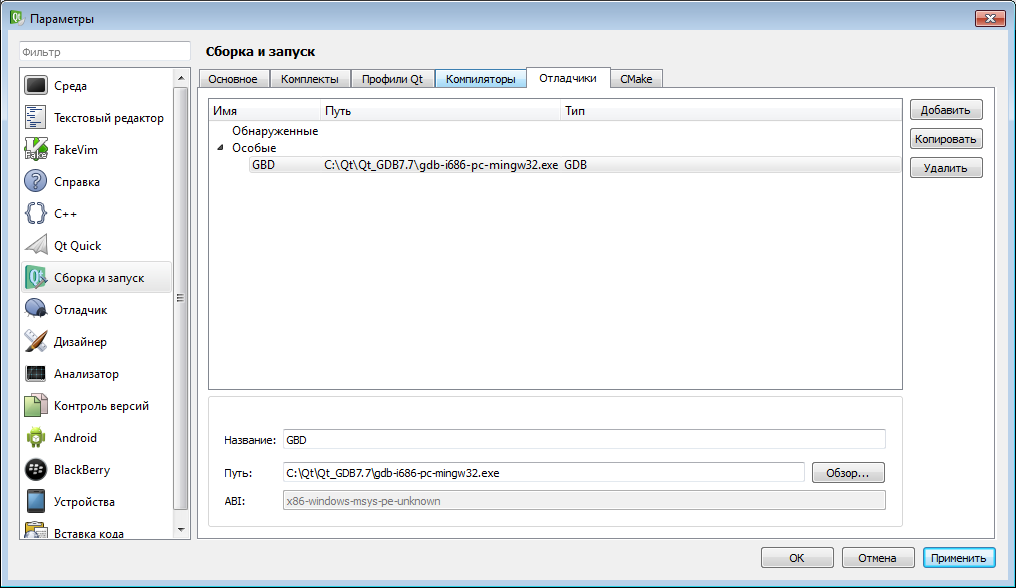 Параметры
Фильтр
Сборка и запуск
Среда
Текстовый редактор
FakeVim
Справка
C++
Qt Quick
Сборка и запуск
Отладчик
Дизайнер
Анализатор
Контроль версий
Android
BlackBerry
Устройства
Вставка кода
Основное Комплекты Профили Qt Компиляторы Отладчики CMake
Имя Путь Тип
Обнаруженные
Особые
GBD C:\Qt\Qt_GDB7.7\gdb-i686-pc-mingw32.exe GDB
Добавить
Копировать
Удалить
Название: GBD
Путь: C:\Qt\Qt_GDB7.7\gdb-i686-pc-mingw32.exe Обзор...
ABI: x86-windows-msys-pe-unknown
OK Отмена Применить